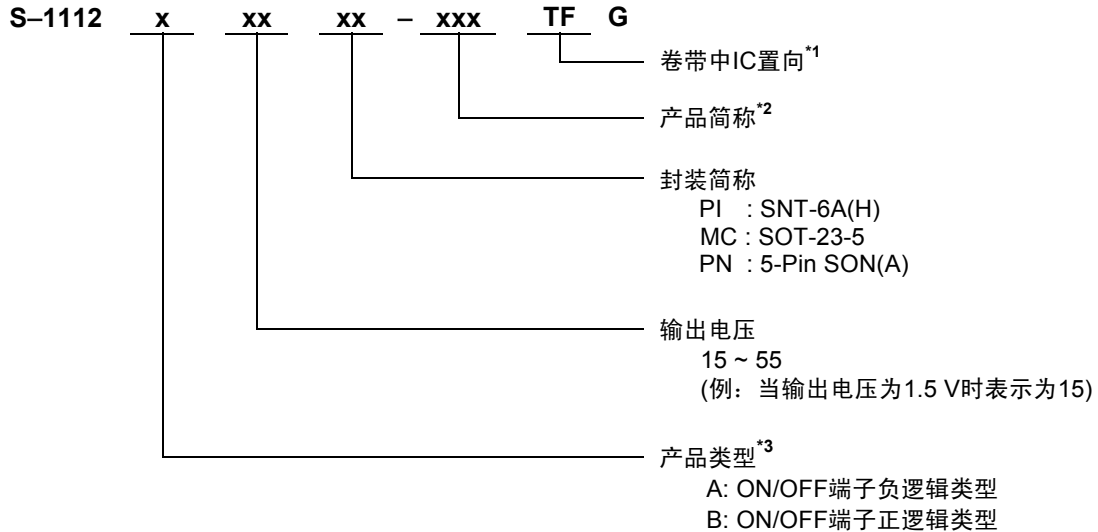 S–1112 x xx xx – xxx TF G
卷带中IC置向*1
产品简称*2
封装简称
PI : SNT-6A(H)
MC : SOT-23-5
PN : 5-Pin SON(A)
输出电压
15 ~ 55
(例：当输出电压为1.5 V时表示为15)
产品类型*3
A: ON/OFF端子负逻辑类型
B: ON/OFF端子正逻辑类型